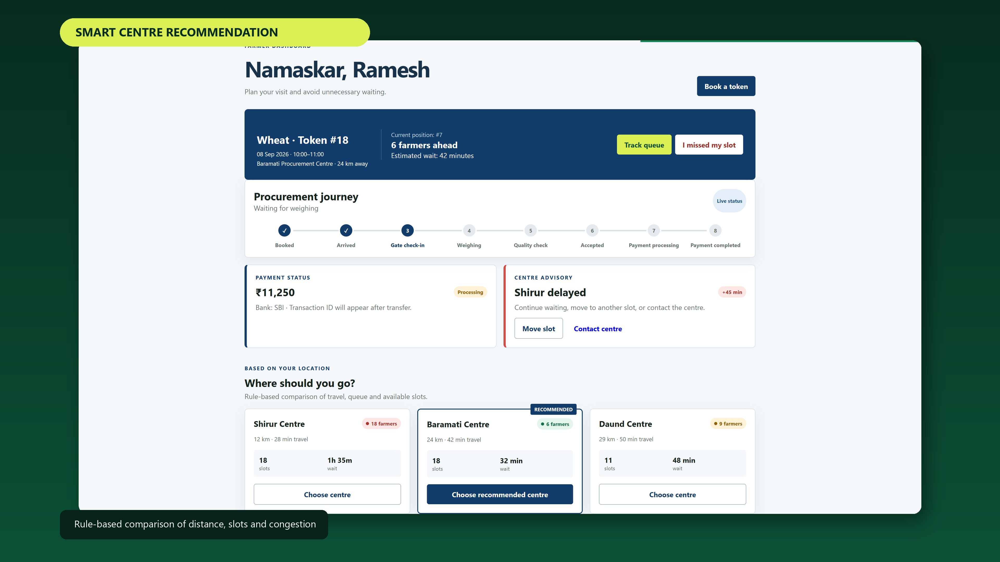 SMART CENTRE RECOMMENDATION
FARMER DASHBOARD
Namaskar, Ramesh
Plan your visit and avoid unnecessary waiting.
Book a token
Wheat · Token #18
08 Sep 2026 · 10:00–11:00
Baramati Procurement Centre · 24 km away
Current position: #7
6 farmers ahead
Estimated wait: 42 minutes
Track queue
I missed my slot
Procurement journey
Waiting for weighing
Live status
✓
✓
3
4
5
6
7
8
Booked
Arrived
Gate check-in
Weighing
Quality check
Accepted
Payment processing
Payment completed
PAYMENT STATUS
₹11,250
Processing
Bank: SBI · Transaction ID will appear after transfer.
CENTRE ADVISORY
Shirur delayed
+45 min
Continue waiting, move to another slot, or contact the centre.
Move slot
Contact centre
BASED ON YOUR LOCATION
Where should you go?
Rule-based comparison of travel, queue and available slots.
Shirur Centre
18 farmers
12 km · 28 min travel
18
slots
1h 35m
wait
Choose centre
RECOMMENDED
Baramati Centre
6 farmers
24 km · 42 min travel
18
slots
32 min
wait
Choose recommended centre
Daund Centre
9 farmers
29 km · 50 min travel
11
slots
48 min
wait
Choose centre
Rule-based comparison of distance, slots and congestion